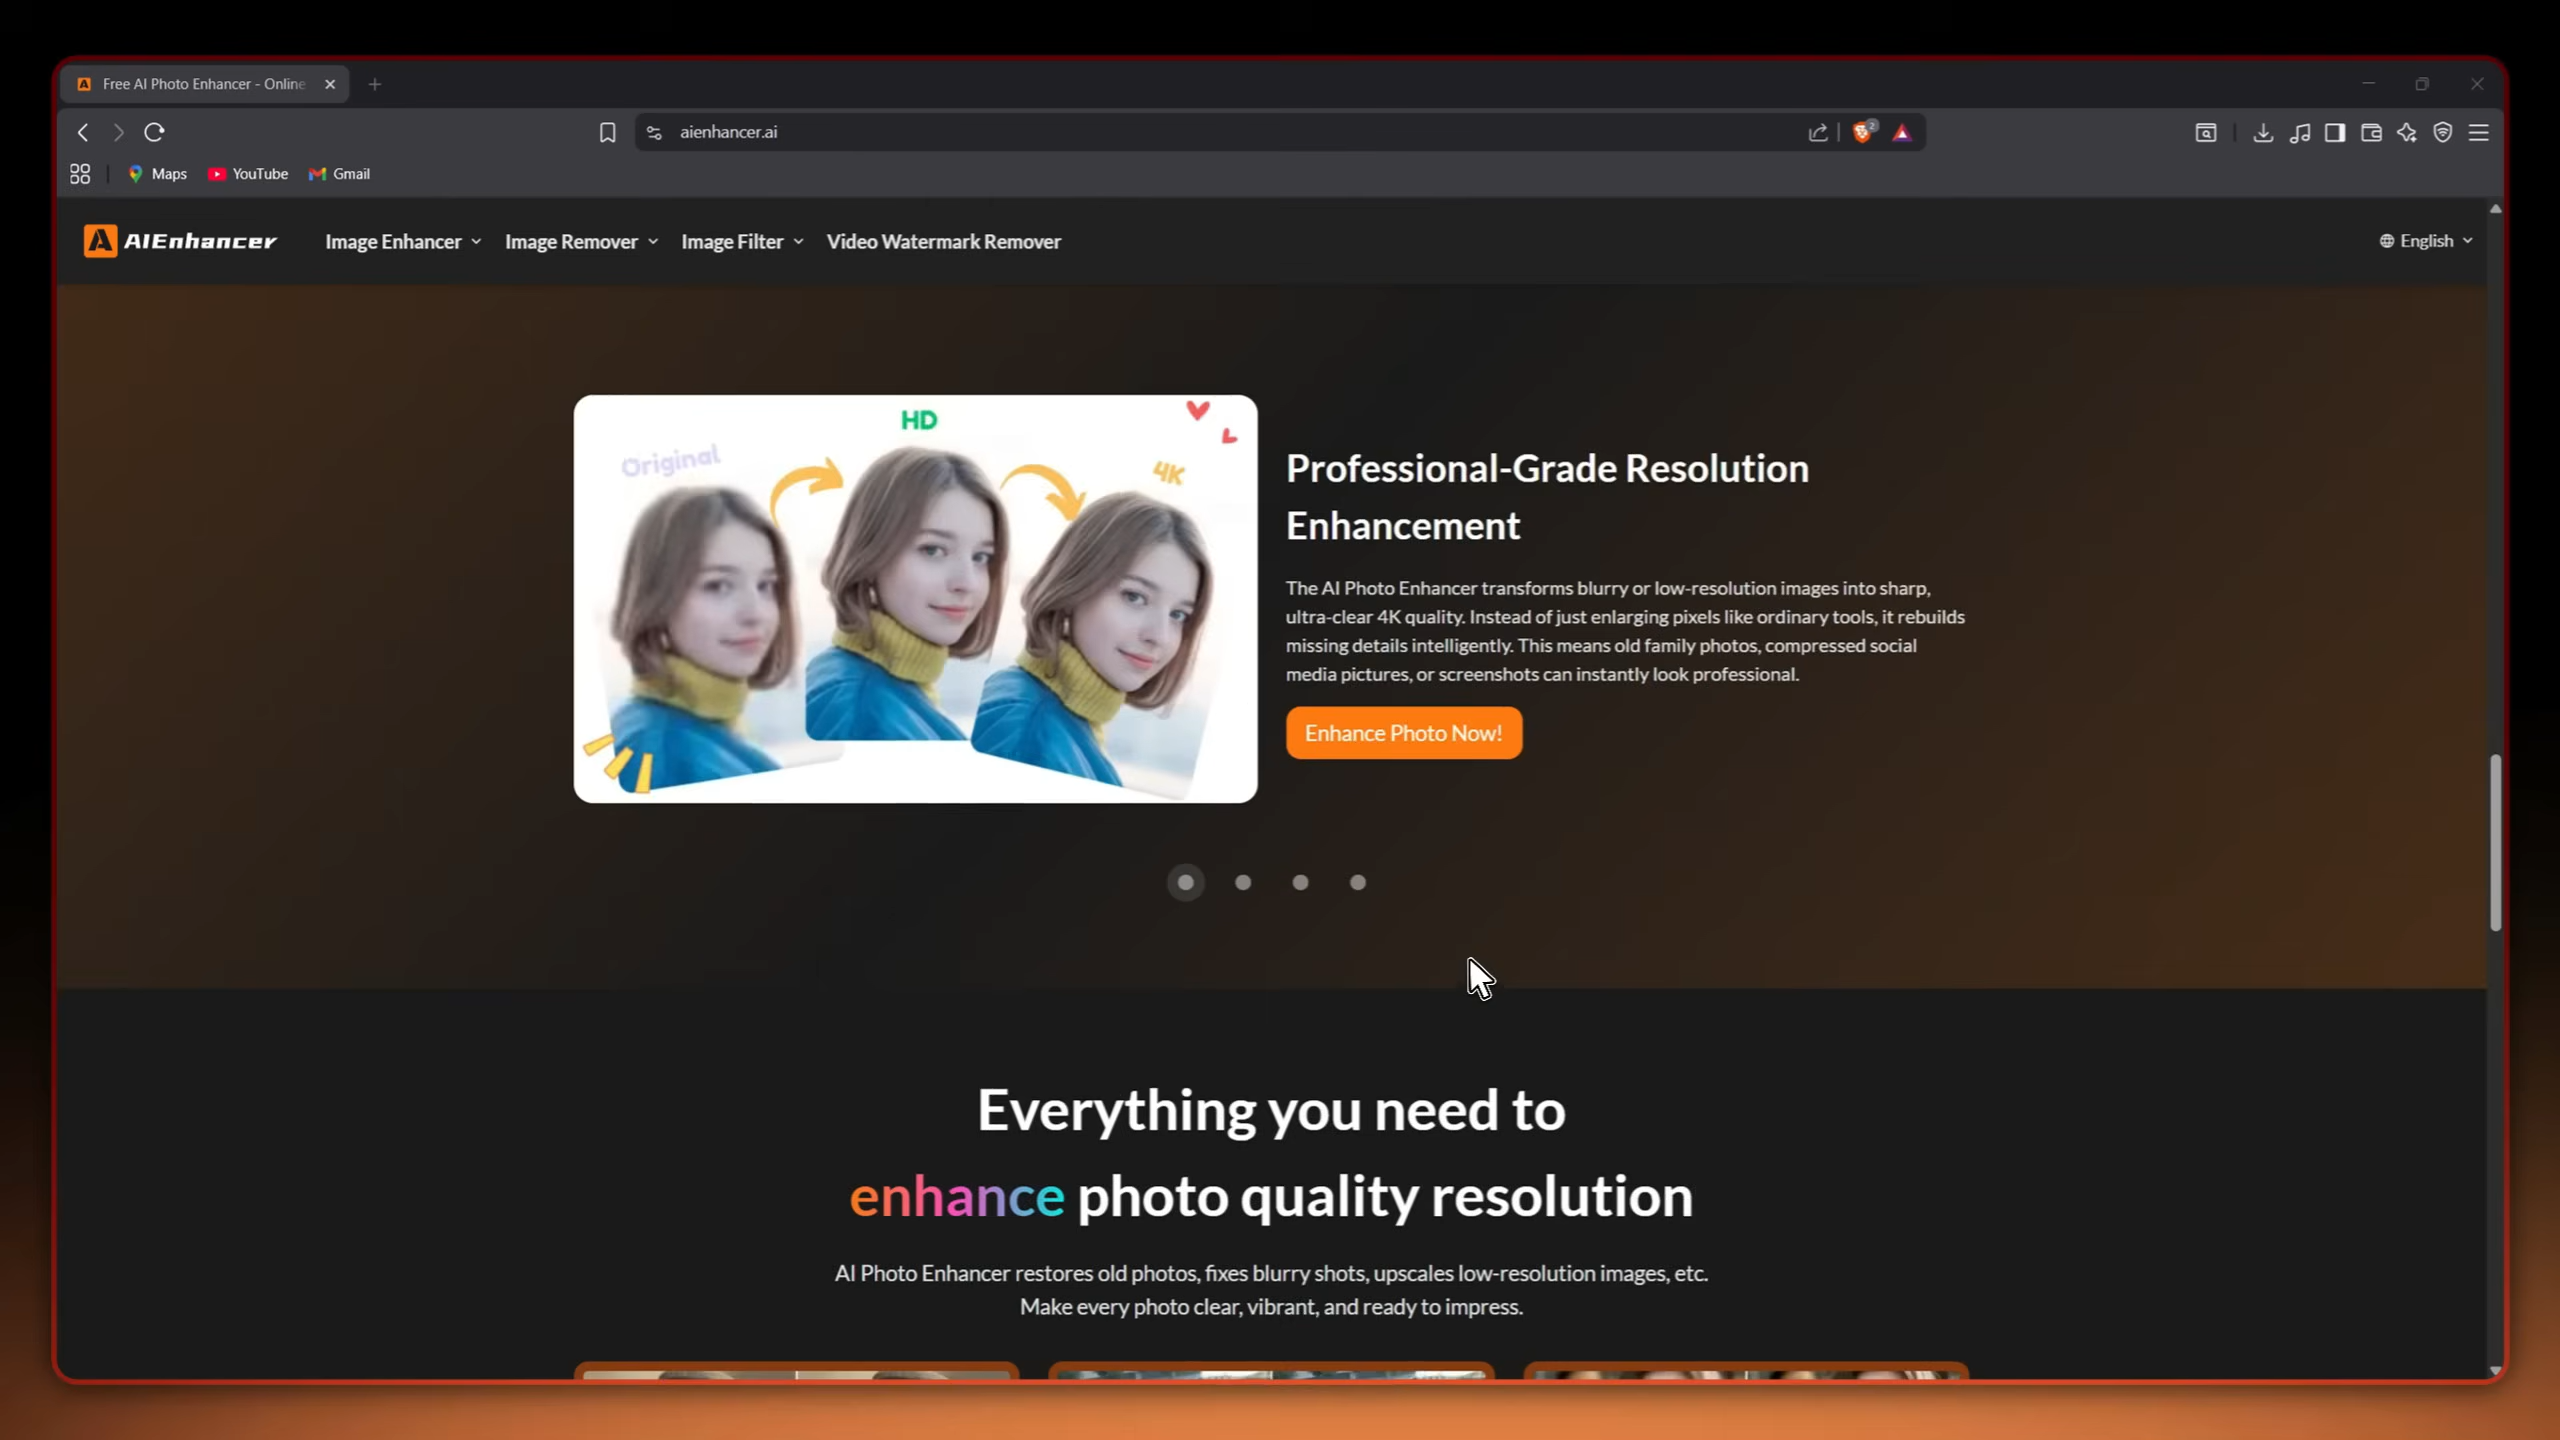 Free AI Photo Enhancer - Online
aienhancer.ai
2
Maps YouTube Gmail
AIEnhancer Image Enhancer Image Remover Image Filter Video Watermark Remover English
Original
HD
4K
Professional-Grade Resolution
Enhancement
The AI Photo Enhancer transforms blurry or low-resolution images into sharp,
ultra-clear 4K quality. Instead of just enlarging pixels like ordinary tools, it rebuilds
missing details intelligently. This means old family photos, compressed social
media pictures, or screenshots can instantly look professional.
Enhance Photo Now!
Everything you need to
enhance photo quality resolution
AI Photo Enhancer restores old photos, fixes blurry shots, upscales low-resolution images, etc.
Make every photo clear, vibrant, and ready to impress.